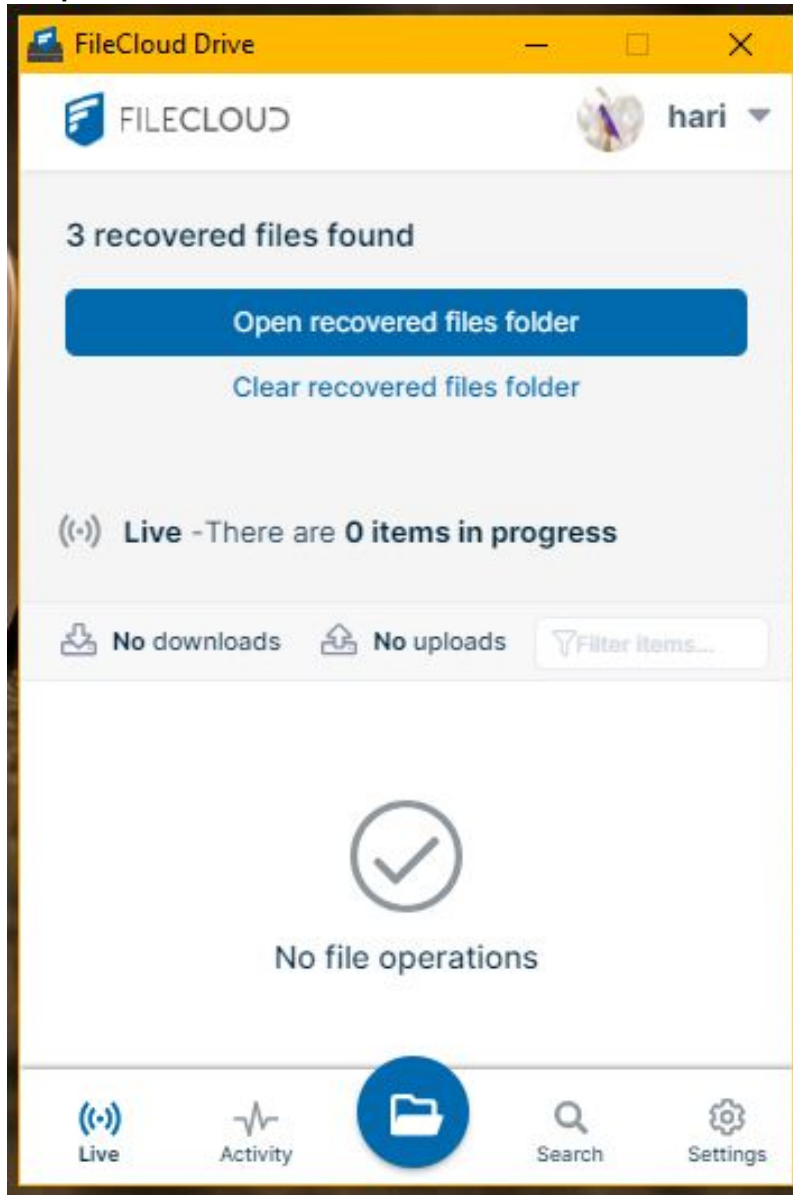 FileCloud Drive
FILECLOUD
hari
3 recovered files found
Open recovered files folder
Clear recovered files folder
Live -There are 0 items in progress
No downloads No uploads Filter items...
No file operations
Live Activity Search Settings